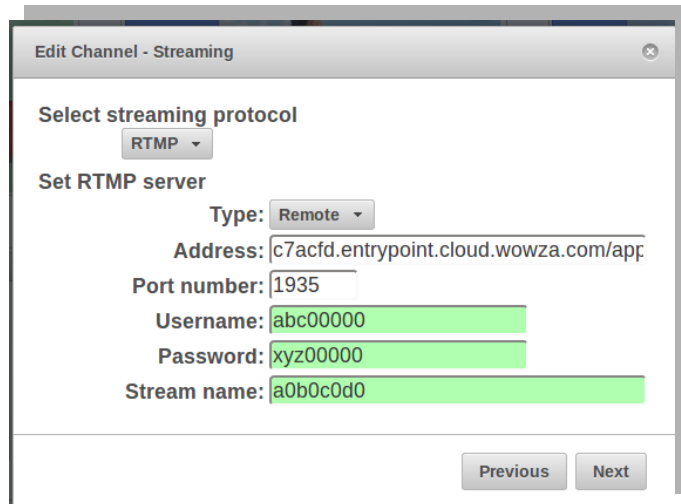 Edit Channel - Streaming
Select streaming protocol
RTMP
Set RTMP server
Type: Remote
Address: c7acfd.entrypoint.cloud.wowza.com/app
Port number: 1935
Username: abc00000
Password: xyz00000
Stream name: a0b0c0d0
Previous Next